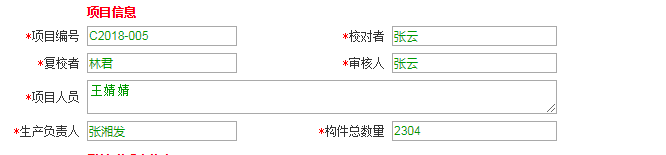 项目信息
*项目编号 C2018-005 *校对者 张云
*复校者 林君 *审核人 张云
*项目人员 王婧婧
*生产负责人 张湘发 *构件总数量 2304